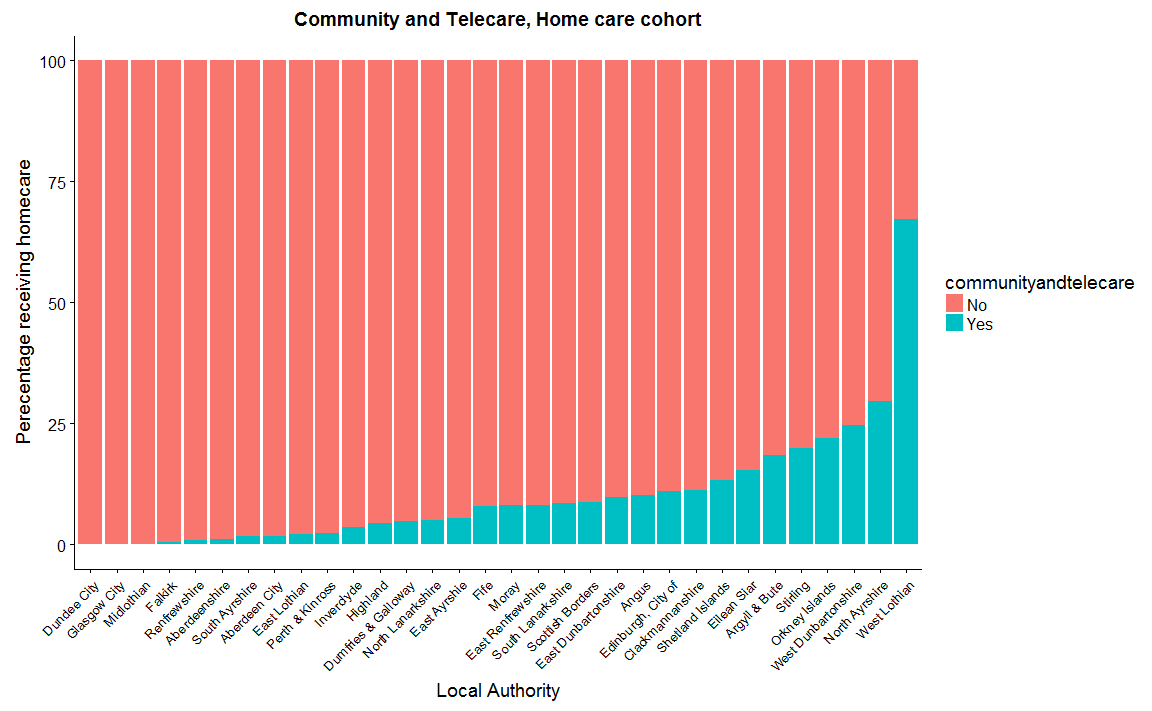 Community and Telecare, Home care cohort
Perecentage receiving homecare
100
75
50
25
0
Dundee City
Glasgow City
Midlothian
Falkirk
Renfrewshire
Aberdeenshire
South Ayrshire
Aberdeen City
East Lothian
Perth & Kinross
Inverclyde
Highland
Dumfries & Galloway
North Lanarkshire
East Ayrshire
Fife
Moray
East Renfrewshire
South Lanarkshire
Scottish Borders
East Dunbartonshire
Angus
Edinburgh, City of
Clackmannanshire
Shetland Islands
Eilean Siar
Argyll & Bute
Stirling
Orkney Islands
West Dunbartonshire
North Ayrshire
West Lothian
Local Authority
communityandtelecare
No
Yes